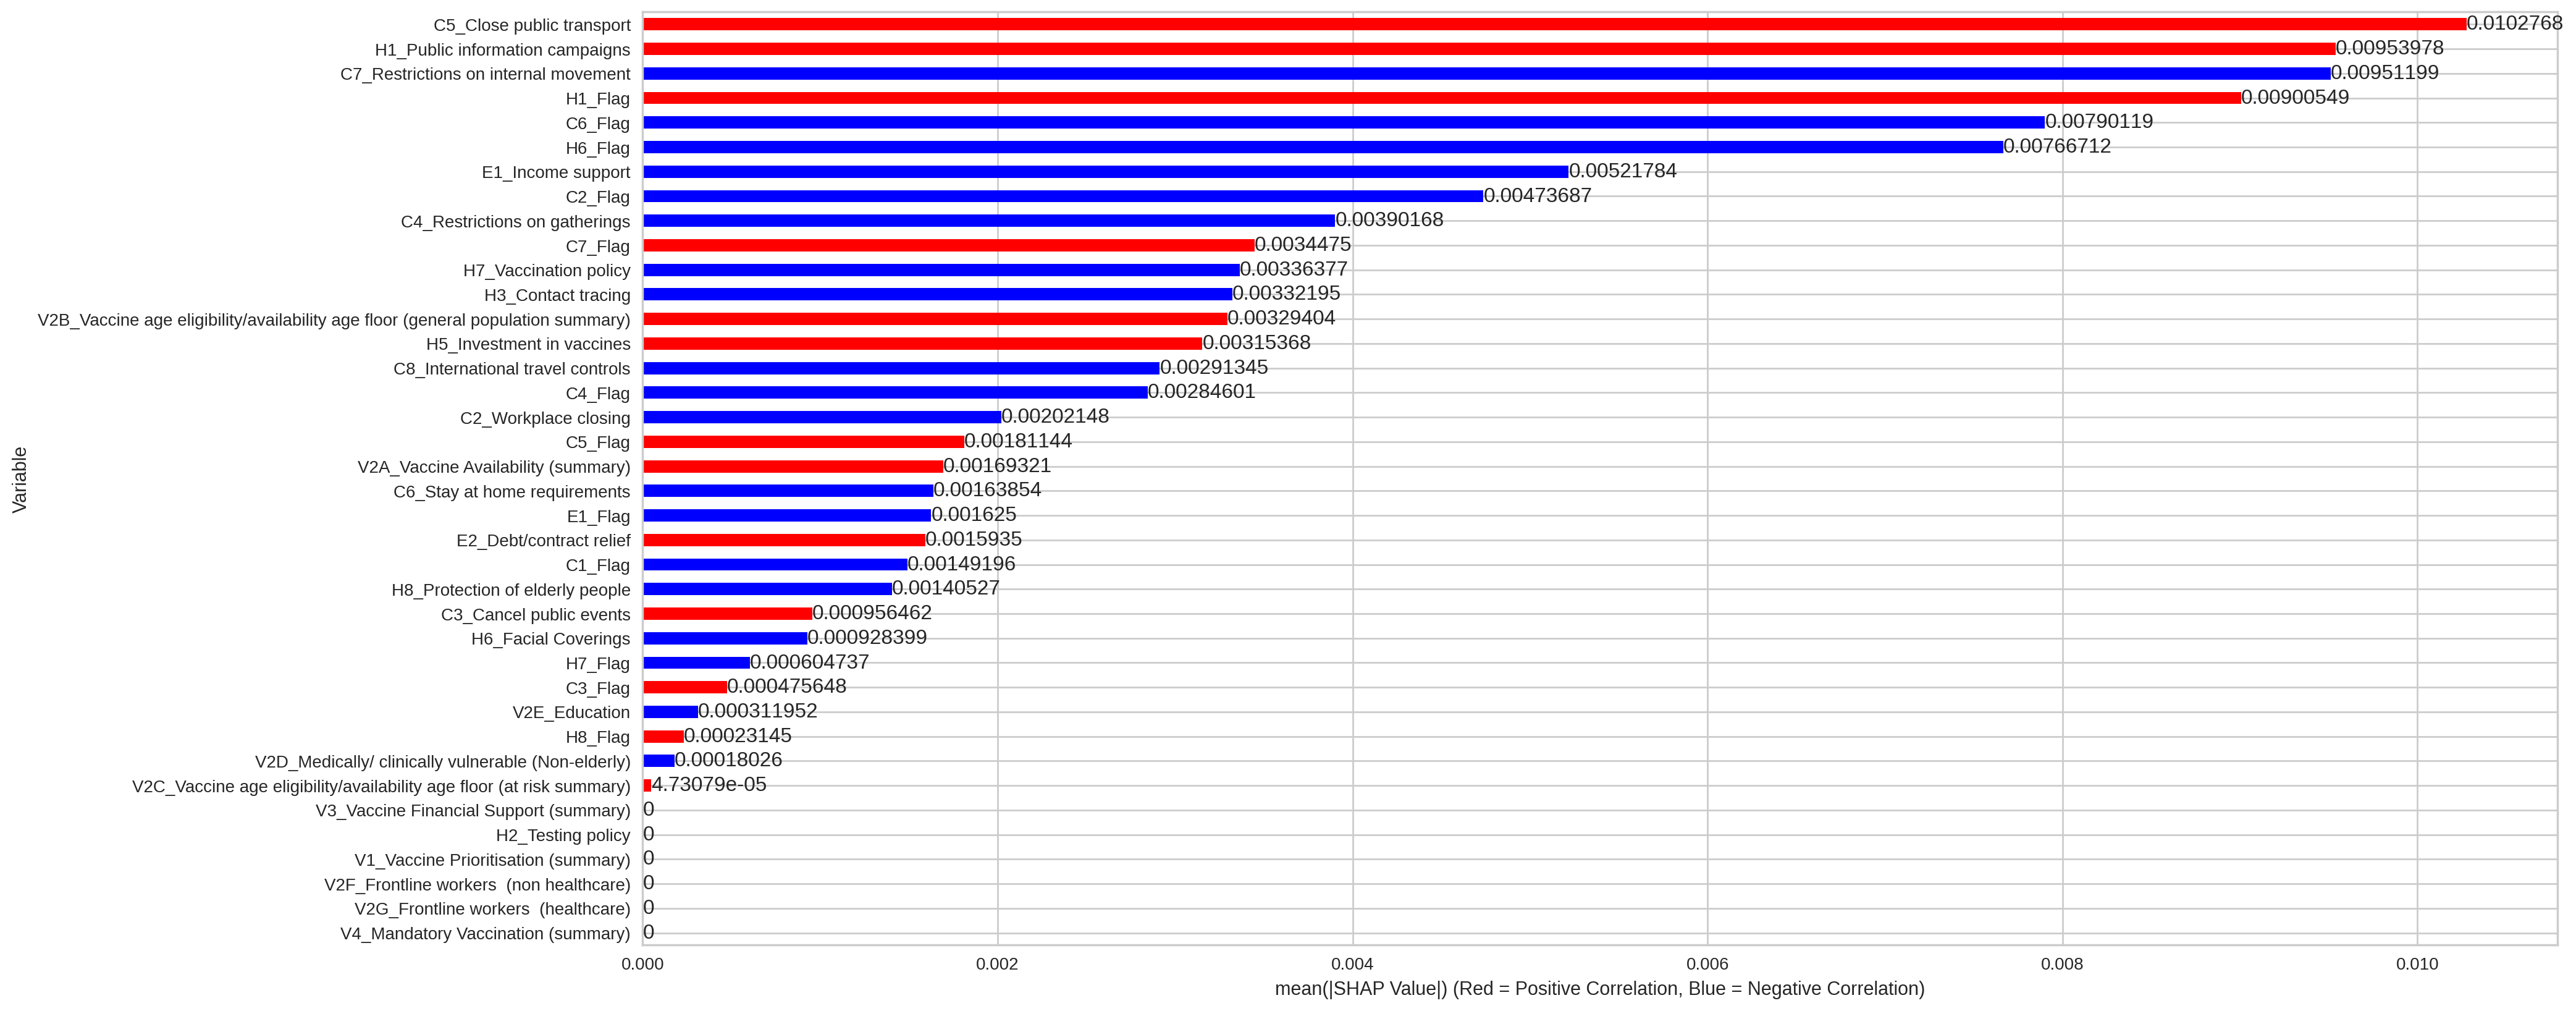 C5_Close public transport 0.0102768
H1_Public information campaigns 0.00953978
C7_Restrictions on internal movement 0.00951199
H1_Flag 0.00900549
C6_Flag 0.00790119
H6_Flag 0.00766712
E1_Income support 0.00521784
C2_Flag 0.00473687
C4_Restrictions on gatherings 0.00390168
C7_Flag 0.0034475
H7_Vaccination policy 0.00336377
H3_Contact tracing 0.00332195
V2B_Vaccine age eligibility/availability age floor (general population summary) 0.00329404
H5_Investment in vaccines 0.00315368
C8_International travel controls 0.00291345
C4_Flag 0.00284601
C2_Workplace closing 0.00202148
C5_Flag 0.00181144
V2A_Vaccine Availability (summary) 0.00169321
C6_Stay at home requirements 0.00163854
E1_Flag 0.001625
E2_Debt/contract relief 0.0015935
C1_Flag 0.00149196
H8_Protection of elderly people 0.00140527
C3_Cancel public events 0.000956462
H6_Facial Coverings 0.000928399
H7_Flag 0.000604737
C3_Flag 0.000475648
V2E_Education 0.000311952
H8_Flag 0.00023145
V2D_Medically/ clinically vulnerable (Non-elderly) 0.00018026
V2C_Vaccine age eligibility/availability age floor (at risk summary) 4.73079e-05
V3_Vaccine Financial Support (summary) 0
H2_Testing policy 0
V1_Vaccine Prioritisation (summary) 0
V2F_Frontline workers  (non healthcare) 0
V2G_Frontline workers  (healthcare) 0
V4_Mandatory Vaccination (summary) 0
Variable
0.000 0.002 0.004 0.006 0.008 0.010
mean(|SHAP Value|) (Red = Positive Correlation, Blue = Negative Correlation)